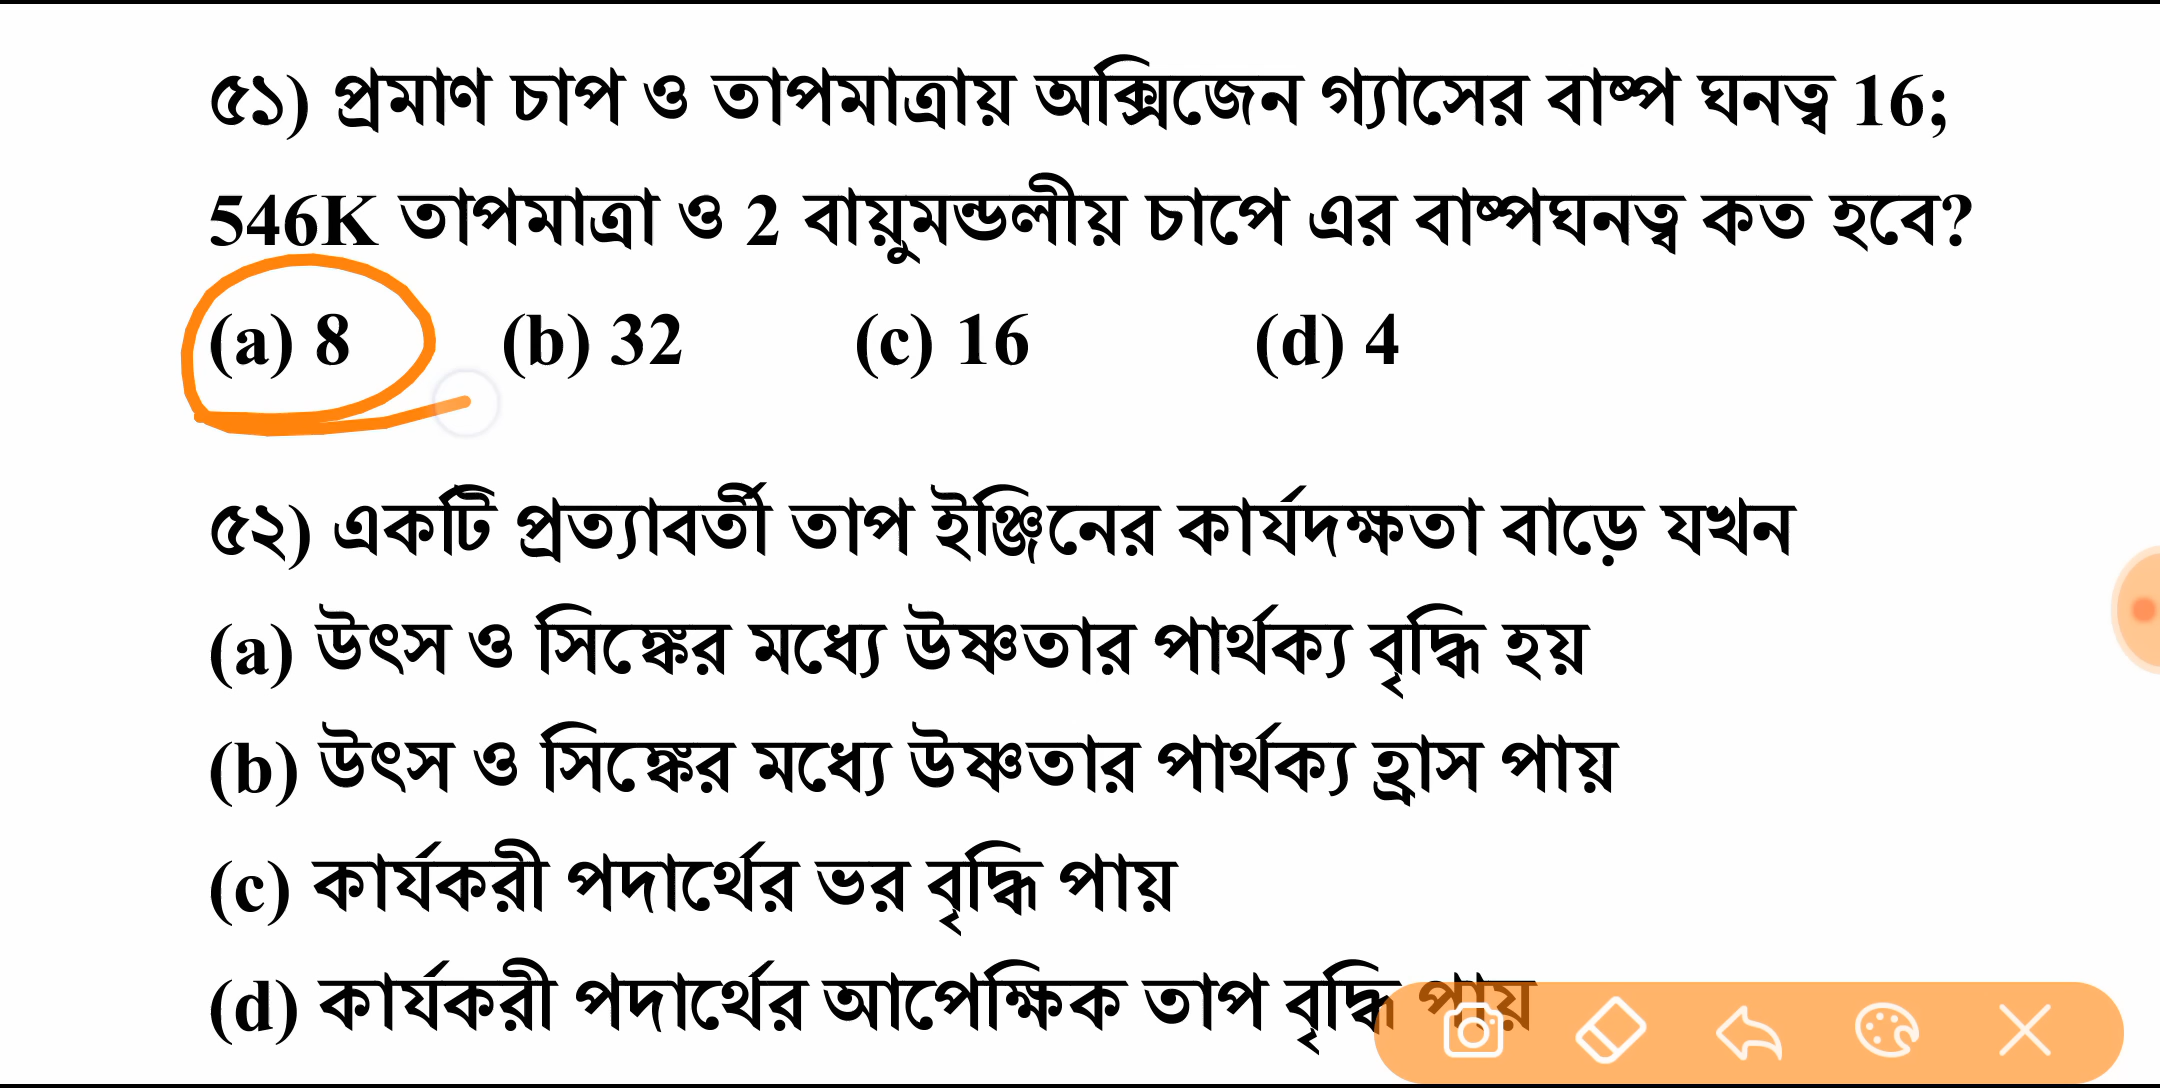 ৫১) প্রমাণ চাপ ও তাপমাত্রায় অক্সিজেন গ্যাসের বাষ্প ঘনত্ব 16;
546K তাপমাত্রা ও 2 বায়ুমন্ডলীয় চাপে এর বাষ্পঘনত্ব কত হবে?
(a) 8 (b) 32 (c) 16 (d) 4
৫২) একটি প্রত্যাবর্তী তাপ ইঞ্জিনের কার্যদক্ষতা বাড়ে যখন
(a) উৎস ও সিঙ্কের মধ্যে উষ্ণতার পার্থক্য বৃদ্ধি হয়
(b) উৎস ও সিঙ্কের মধ্যে উষ্ণতার পার্থক্য হ্রাস পায়
(c) কার্যকরী পদার্থের ভর বৃদ্ধি পায়
(d) কার্যকরী পদার্থের আপেক্ষিক তাপ বৃদ্ধি পায়